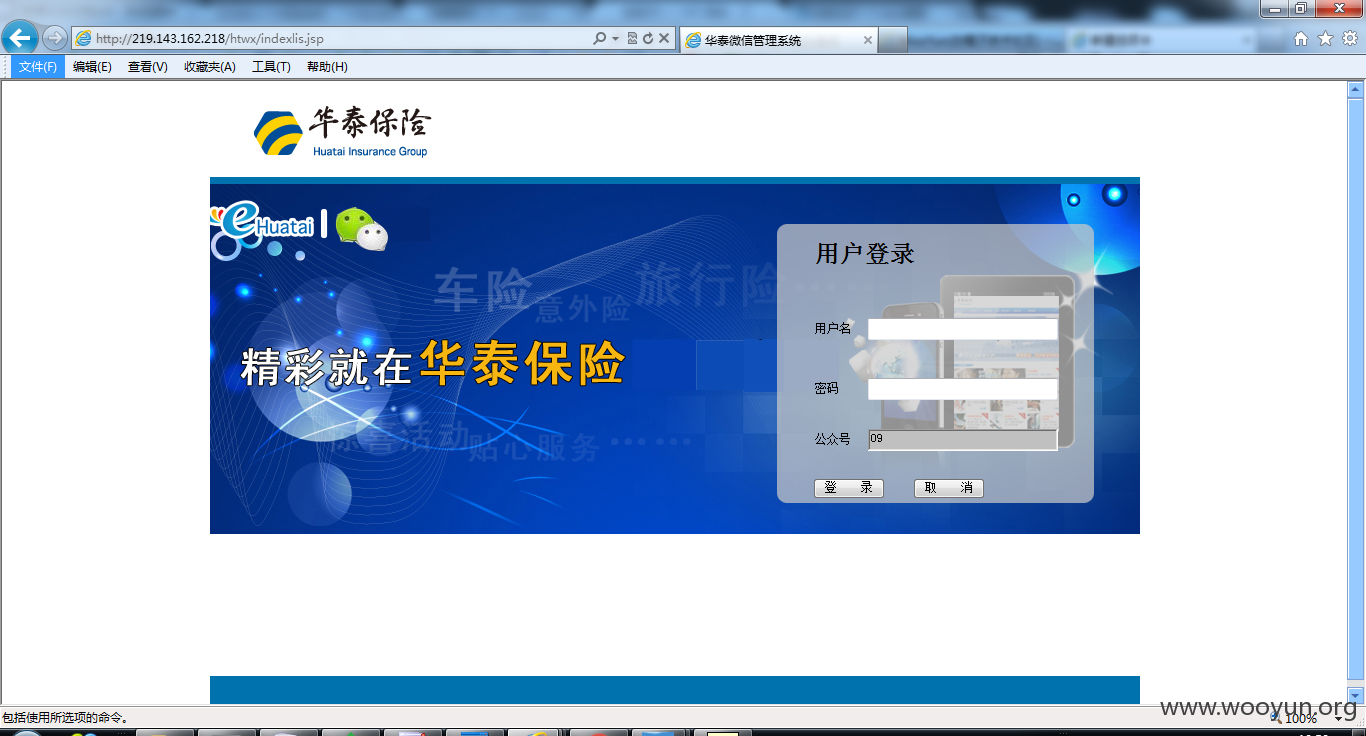 http://219.143.162.218/htwx/indexlis.jsp
华泰微信管理系统
文件(F) 编辑(E) 查看(V) 收藏夹(A) 工具(T) 帮助(H)
华泰保险
Huatai Insurance Group
eHuatai
用户登录
车险
意外险
旅行险
用户名
精彩就在华泰保险
密码
公众号 09
贴心服务
登 录 取 消
包括使用所选项的命令。
www.wooyun.org
100%